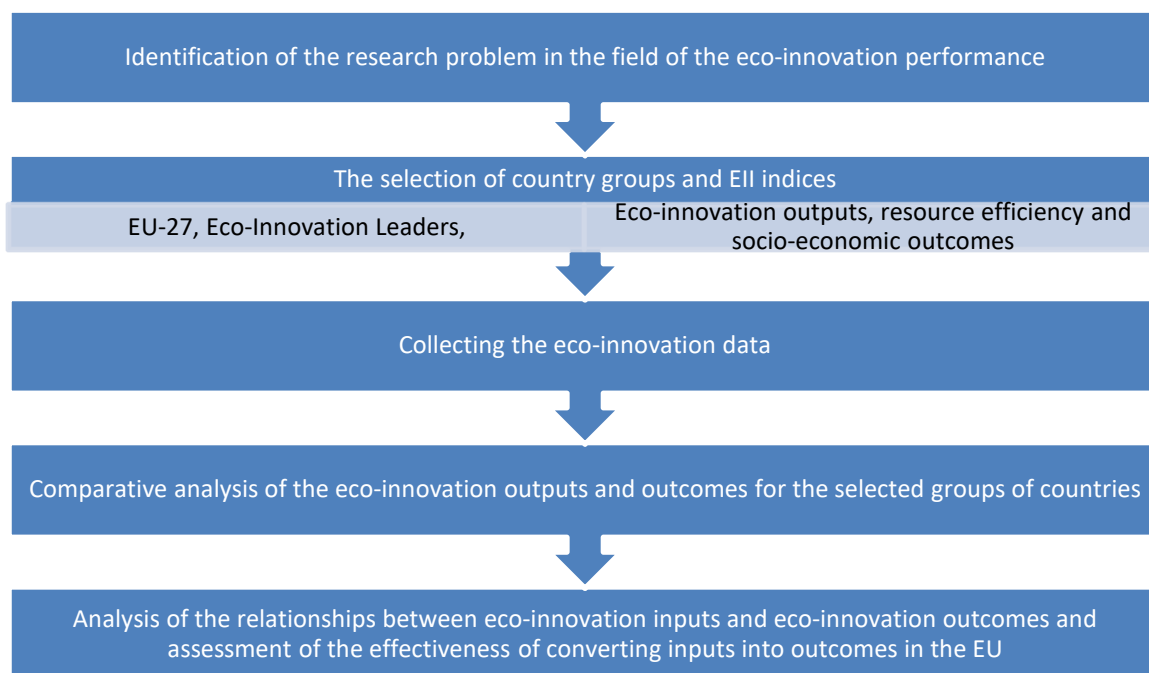 Identification of the research problem in the field of the eco-innovation performance
The selection of country groups and EII indices
EU-27, Eco-Innovation Leaders,
Eco-innovation outputs, resource efficiency and
socio-economic outcomes
Collecting the eco-innovation data
Comparative analysis of the eco-innovation outputs and outcomes for the selected groups of countries
Analysis of the relationships between eco-innovation inputs and eco-innovation outcomes and
assessment of the effectiveness of converting inputs into outcomes in the EU